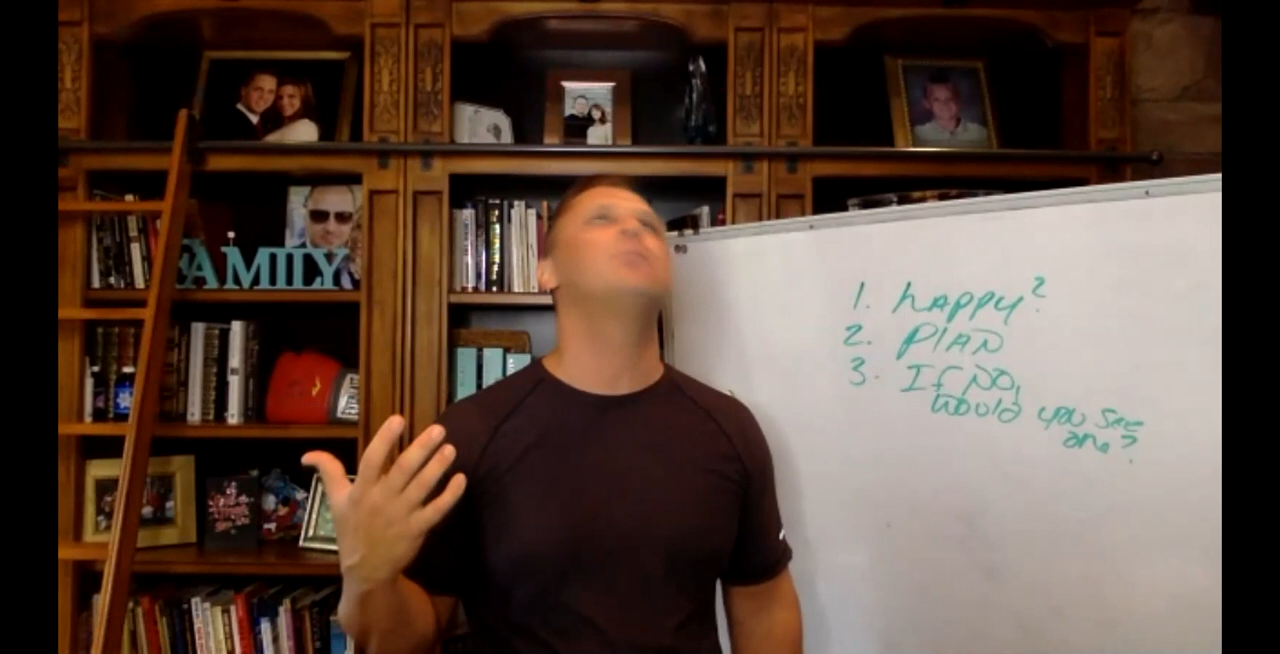 FAMILY
1. HAPPY?
2. PLAN
3. If NO,
would you see
one?